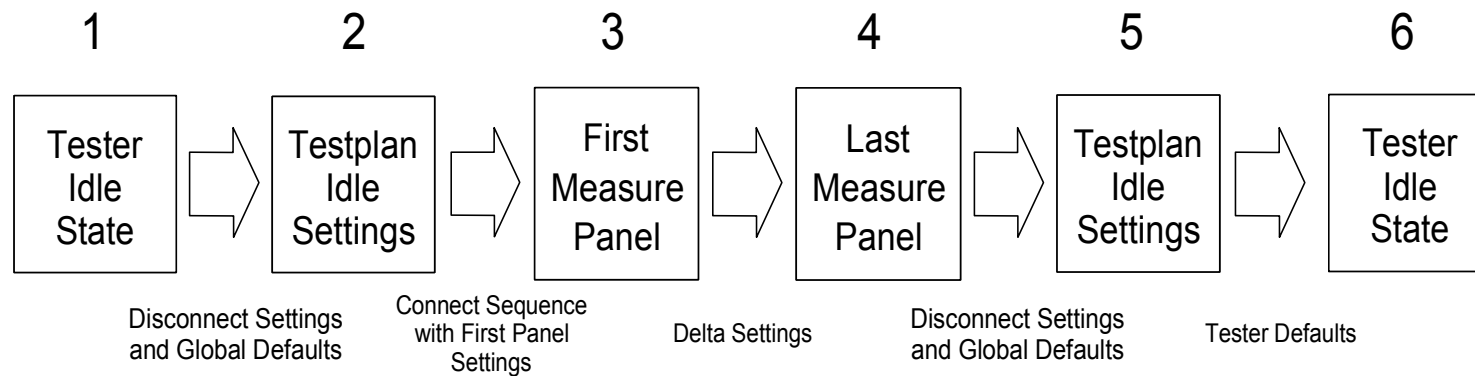 1
2
3
4
5
6
Tester
Idle
State
Testplan
Idle
Settings
First
Measure
Panel
Last
Measure
Panel
Testplan
Idle
Settings
Tester
Idle
State
Disconnect Settings
and Global Defaults
Connect Sequence
with First Panel
Settings
Delta Settings
Disconnect Settings
and Global Defaults
Tester Defaults